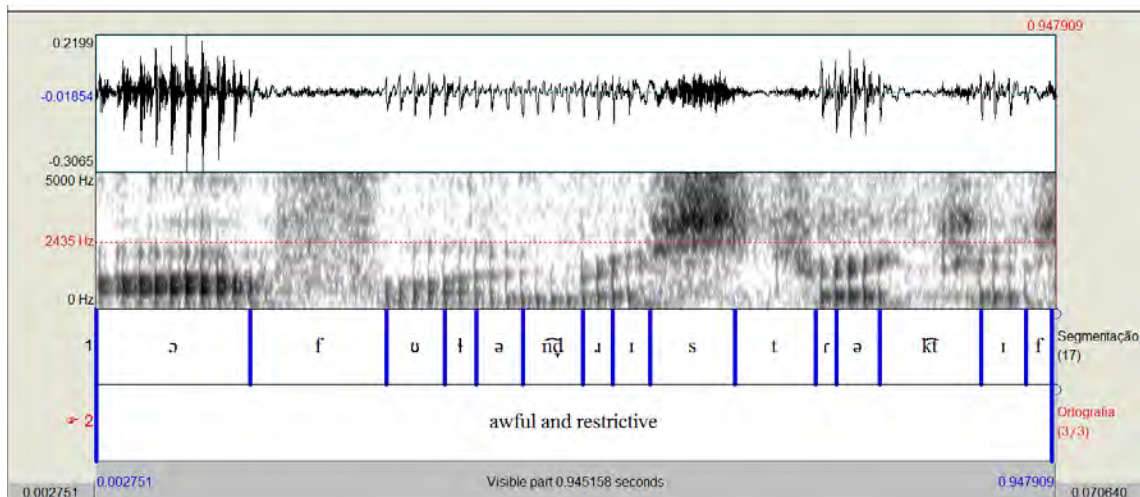 0.947909
0.2199
-0.01854
-0.3065
5000 Hz
2435 Hz
0 Hz
1 ɔ f ʊ ɫ ə n͡d̬ ɹ ɪ s t ɾ ə k͡t ɪ f Segmentação
(17)
☞ 2 awful and restrictive Ortografia
(3/3)
0.002751 Visible part 0.945158 seconds 0.947909
0.002751 0.070640